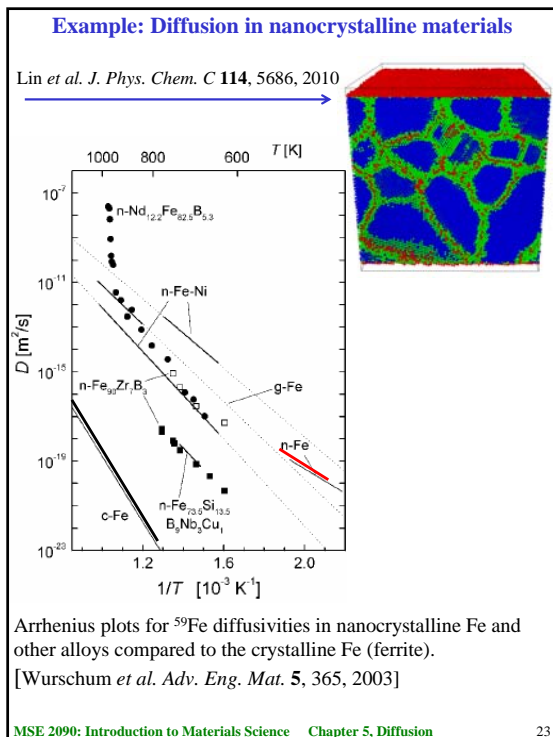 Example: Diffusion in nanocrystalline materials
Lin et al. J. Phys. Chem. C 114, 5686, 2010
T [K]
1000 800 600
10⁻⁷
n-Nd₁₂.₂Fe₈₂.₅B₅.₃
10⁻¹¹
n-Fe-Ni
D [m²/s]
10⁻¹⁵
n-Fe₉₀Zr₇B₃
g-Fe
n-Fe
10⁻¹⁹
n-Fe₇₃.₅Si₁₃.₅
B₉Nb₃Cu₁
c-Fe
10⁻²³
1.2 1.6 2.0
1/T [10⁻³ K⁻¹]
Arrhenius plots for ⁵⁹Fe diffusivities in nanocrystalline Fe and
other alloys compared to the crystalline Fe (ferrite).
[Wurschum et al. Adv. Eng. Mat. 5, 365, 2003]
MSE 2090: Introduction to Materials Science Chapter 5, Diffusion 23